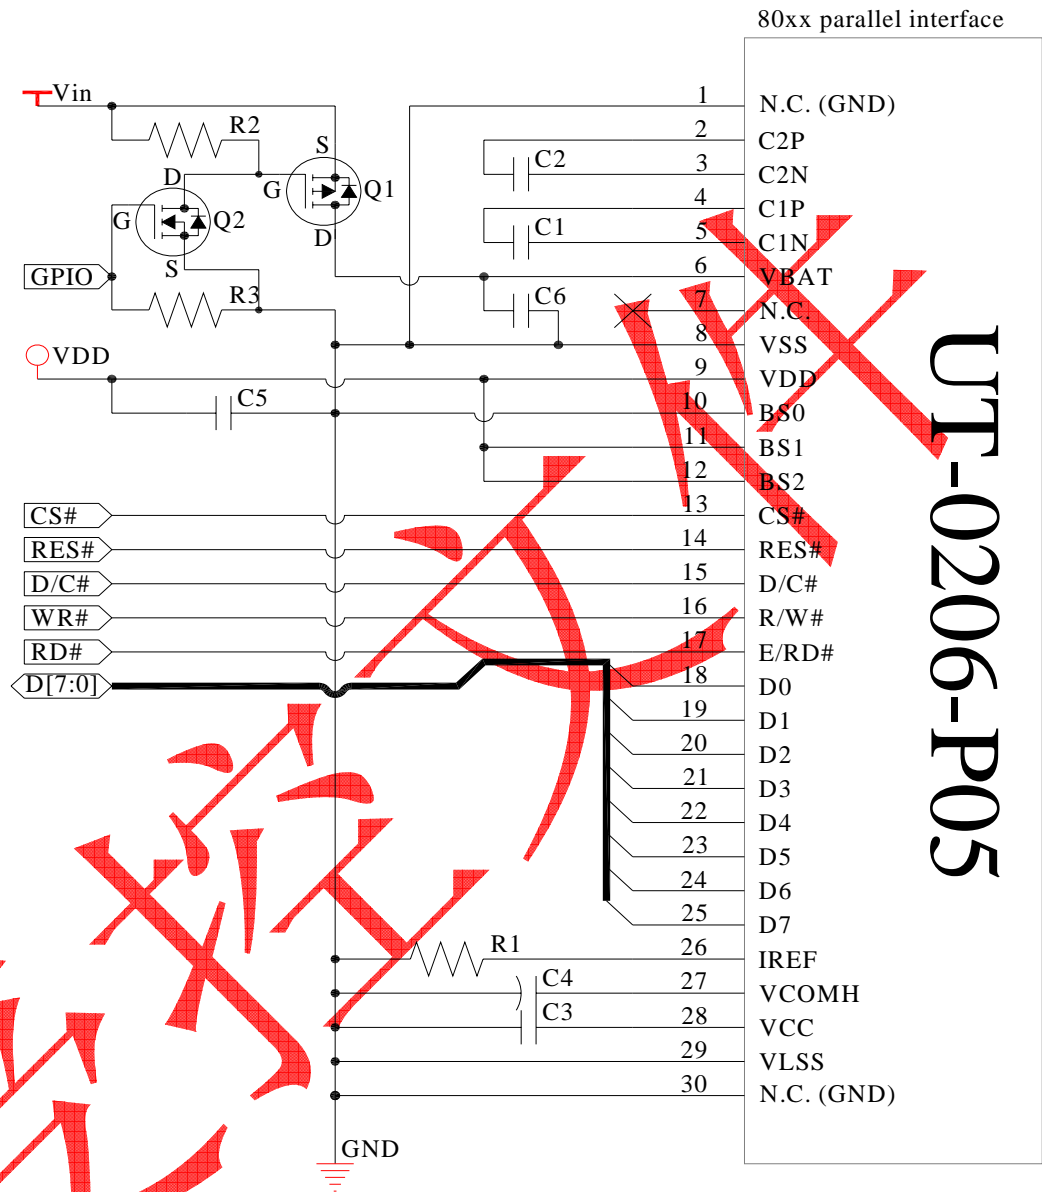 80xx parallel interface
Vin
R2
S
D
G
Q1
G
Q2
D
S
GPIO
R3
VDD
C5
C2
C1
C6
1 N.C. (GND)
2 C2P
3 C2N
4 C1P
5 C1N
6 VBAT
7 N.C.
8 VSS
9 VDD
10 BS0
11 BS1
12 BS2
CS# 13 CS#
RES# 14 RES#
D/C# 15 D/C#
WR# 16 R/W#
RD# 17 E/RD#
D[7:0] 18 D0
19 D1
20 D2
21 D3
22 D4
23 D5
24 D6
25 D7
R1 26 IREF
C4 27 VCOMH
C3 28 VCC
29 VLSS
30 N.C. (GND)
GND
UT-0206-P05